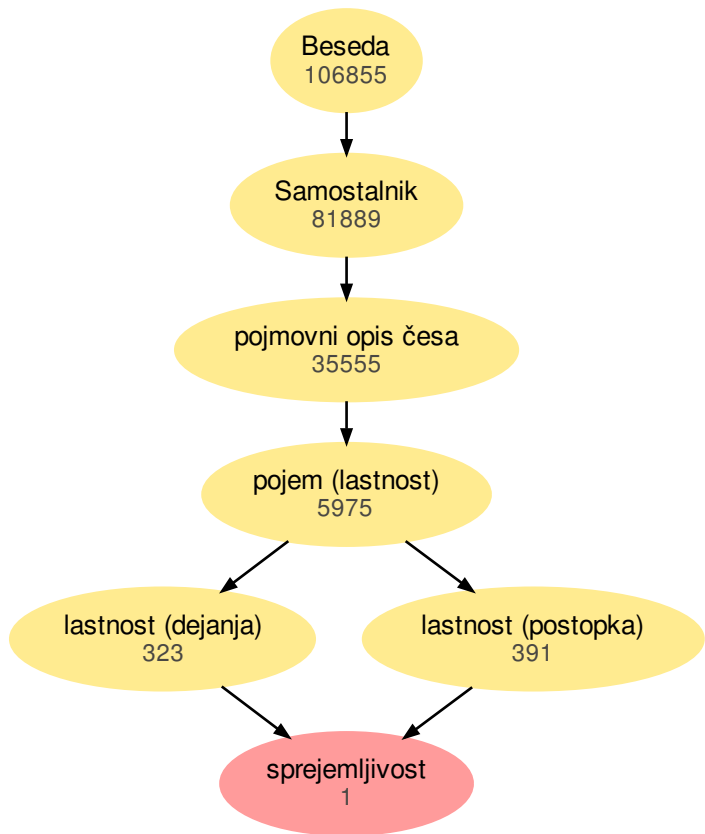 Beseda
106855
Samostalnik
81889
pojmovni opis česa
35555
pojem (lastnost)
5975
lastnost (dejanja)
323
lastnost (postopka)
391
sprejemljivost
1